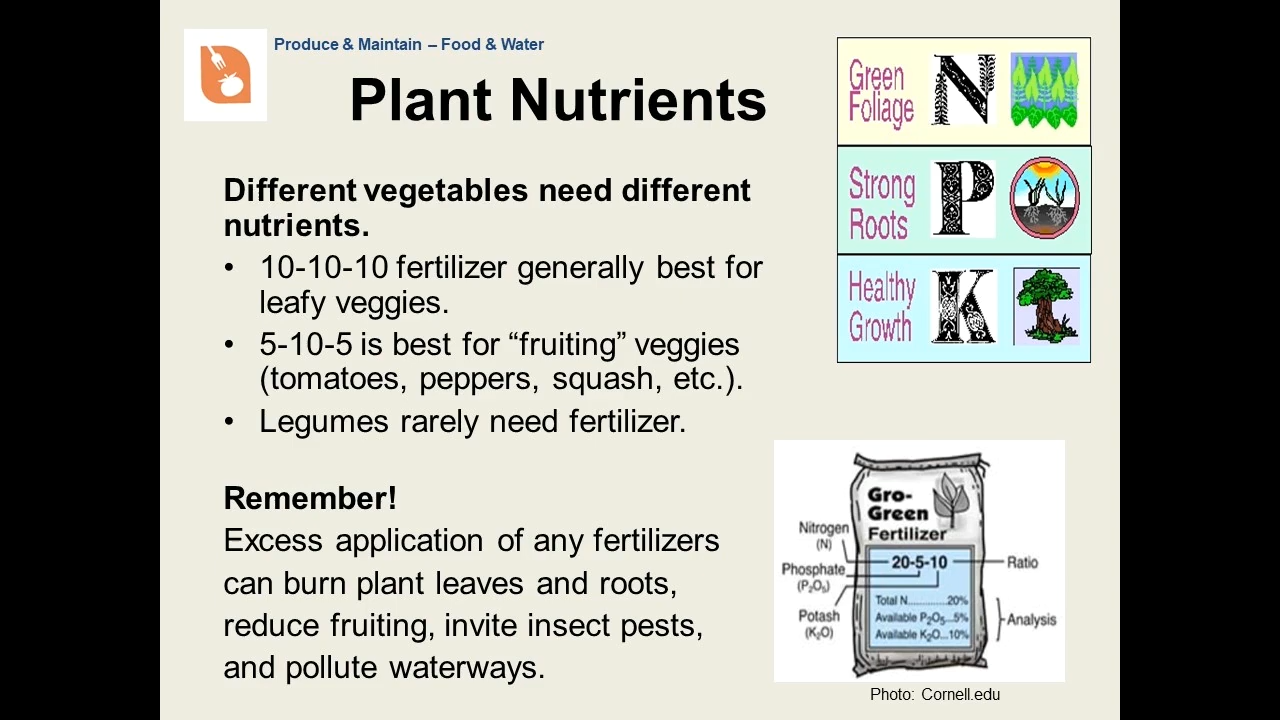 Produce & Maintain – Food & Water
Plant Nutrients
Different vegetables need different
nutrients.
• 10-10-10 fertilizer generally best for
leafy veggies.
• 5-10-5 is best for “fruiting” veggies
(tomatoes, peppers, squash, etc.).
• Legumes rarely need fertilizer.
Remember!
Excess application of any fertilizers
can burn plant leaves and roots,
reduce fruiting, invite insect pests,
and pollute waterways.
Green
Foliage
N
Strong
Roots
P
Healthy
Growth
K
Gro-
Green
Fertilizer
20-5-10
Total N............20%
Available P₂O₅...5%
Available K₂O...10%
Nitrogen
(N)
Phosphate
(P₂O₅)
Potash
(K₂O)
Ratio
Analysis
Photo: Cornell.edu